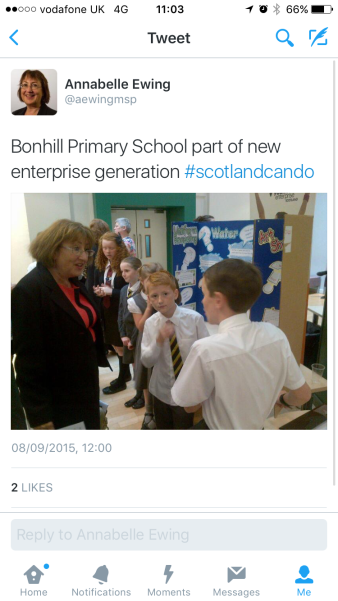 vodafone UK 4G 11:03 66%
Tweet
Annabelle Ewing
@aewingmsp
Bonhill Primary School part of new
enterprise generation #scotlandcando
Water
08/09/2015, 12:00
2 LIKES
Reply to Annabelle Ewing
Home Notifications Moments Messages Me